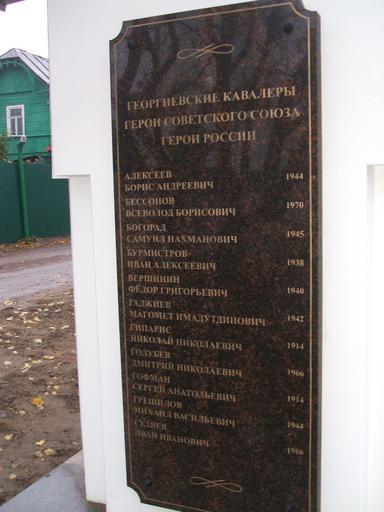 ГЕОРГИЕВСКИЕ КАВАЛЕРЫ
ГЕРОИ СОВЕТСКОГО СОЮЗА
ГЕРОИ РОССИИ
АЛЕКСЕЕВ
БОРИС АНДРЕЕВИЧ 1944
БЕССОНОВ
ВСЕВОЛОД БОРИСОВИЧ 1970
БОГОРАД
САМУИЛ НАХМАНОВИЧ 1945
БУРМИСТРОВ
ИВАН АЛЕКСЕЕВИЧ 1938
ВЕРШИНИН
ФЁДОР ГРИГОРЬЕВИЧ 1940
ГАДЖИЕВ
МАГОМЕТ ИМАДУТДИНОВИЧ 1942
ГИПАРИС
НИКОЛАЙ НИКОЛАЕВИЧ 1914
ГОЛУБЕВ
ДМИТРИЙ НИКОЛАЕВИЧ 1966
ГОФМАН
СЕРГЕЙ АНАТОЛЬЕВИЧ 1914
ГРЕШИЛОВ
МИХАИЛ ВАСИЛЬЕВИЧ 1944
ГУЛЯЕВ
ИВАН ИВАНОВИЧ 1966